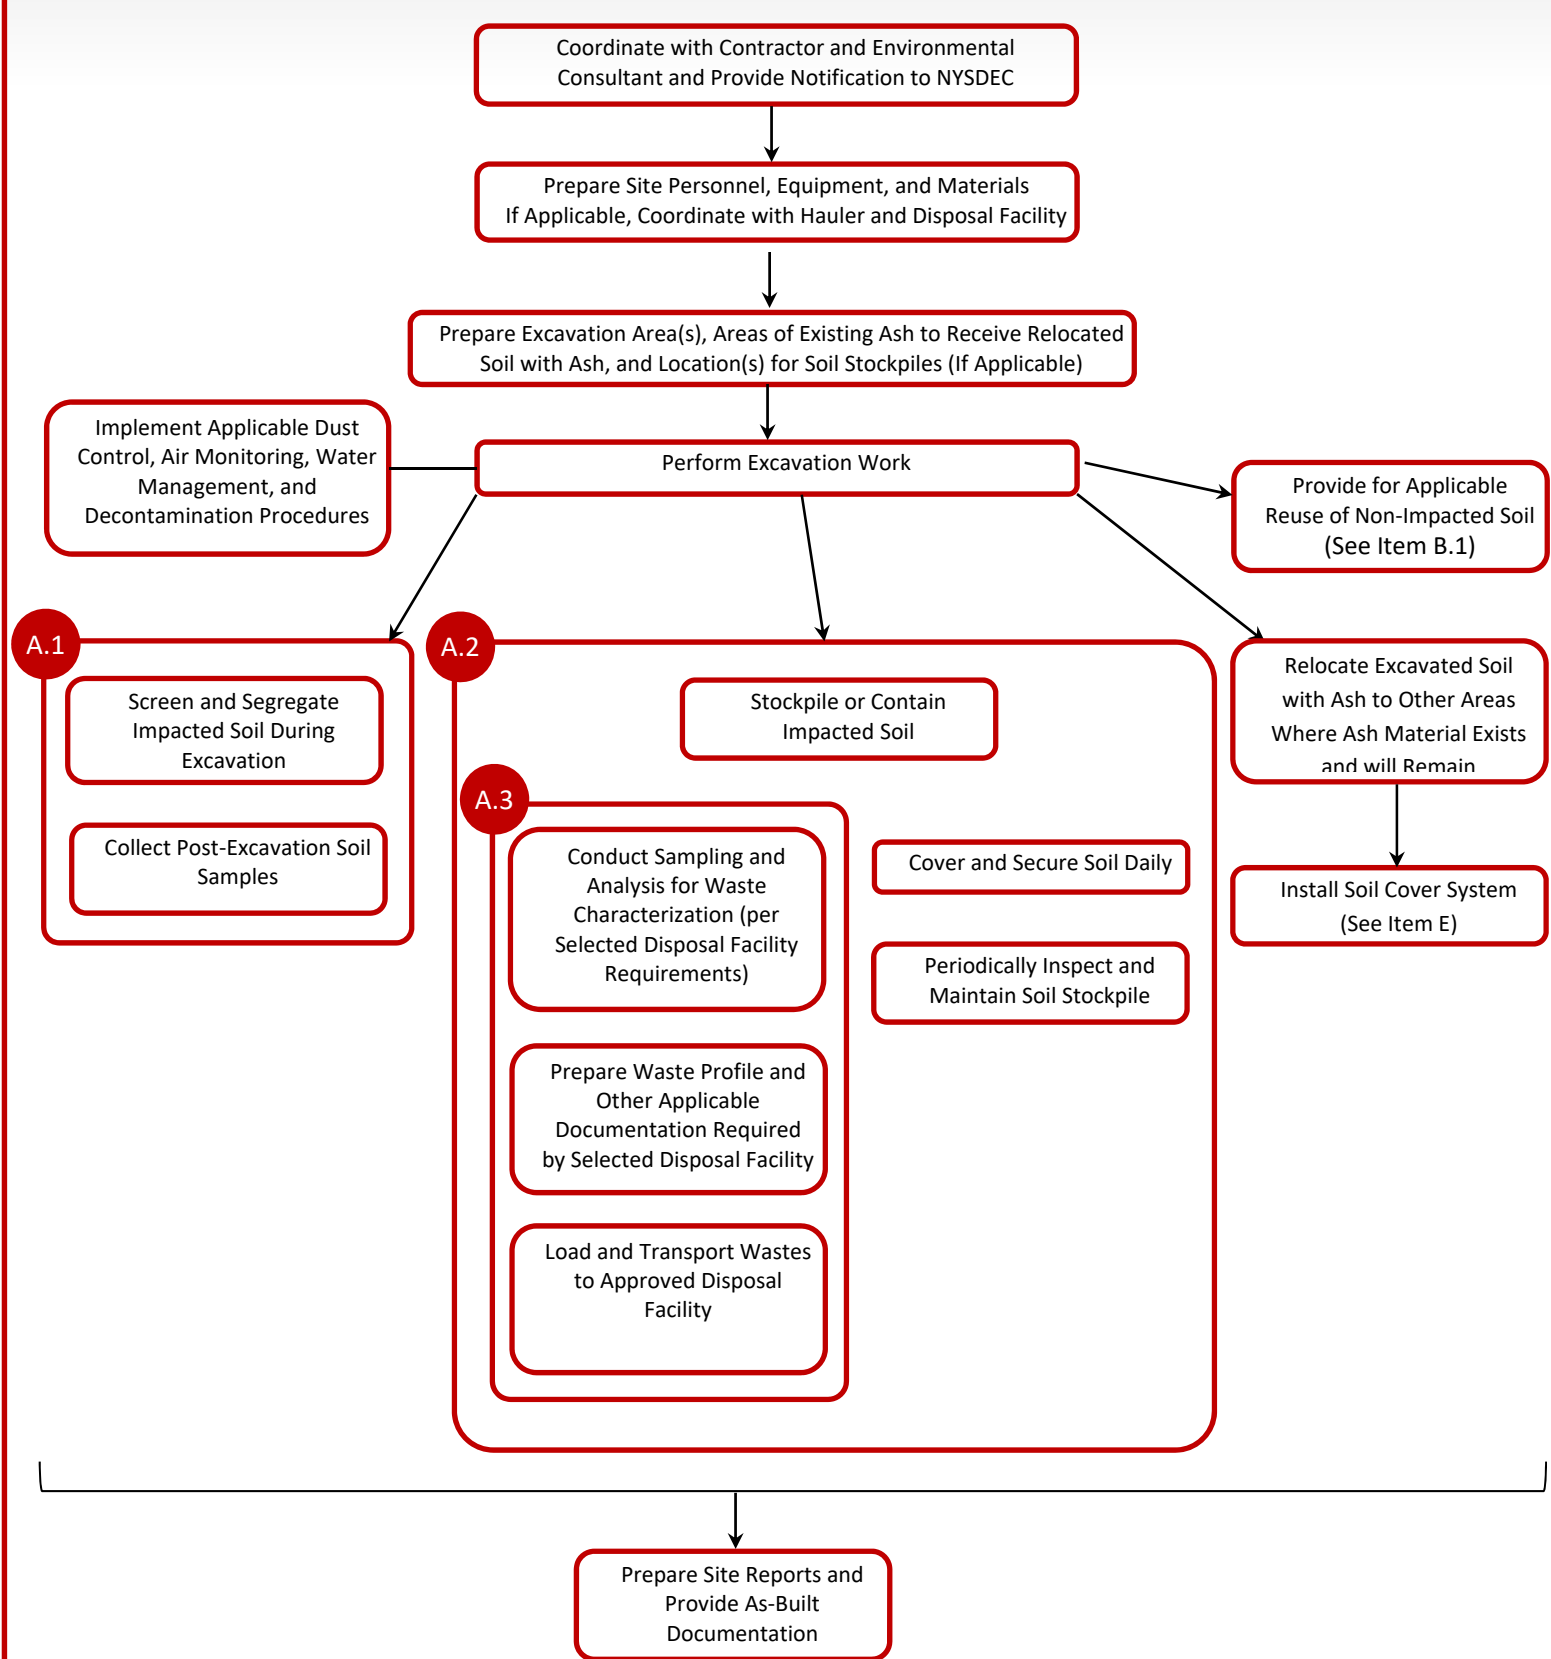 Coordinate with Contractor and Environmental
Consultant and Provide Notification to NYSDEC
Prepare Site Personnel, Equipment, and Materials
If Applicable, Coordinate with Hauler and Disposal Facility
Prepare Excavation Area(s), Areas of Existing Ash to Receive Relocated
Soil with Ash, and Location(s) for Soil Stockpiles (If Applicable)
Implement Applicable Dust
Control, Air Monitoring, Water
Management, and
Decontamination Procedures
Perform Excavation Work
Provide for Applicable
Reuse of Non-Impacted Soil
(See Item B.1)
A.1
Screen and Segregate
Impacted Soil During
Excavation
Collect Post-Excavation Soil
Samples
A.2
Stockpile or Contain
Impacted Soil
A.3
Conduct Sampling and
Analysis for Waste
Characterization (per
Selected Disposal Facility
Requirements)
Prepare Waste Profile and
Other Applicable
Documentation Required
by Selected Disposal Facility
Load and Transport Wastes
to Approved Disposal
Facility
Cover and Secure Soil Daily
Periodically Inspect and
Maintain Soil Stockpile
Relocate Excavated Soil
with Ash to Other Areas
Where Ash Material Exists
and will Remain
Install Soil Cover System
(See Item E)
Prepare Site Reports and
Provide As-Built
Documentation